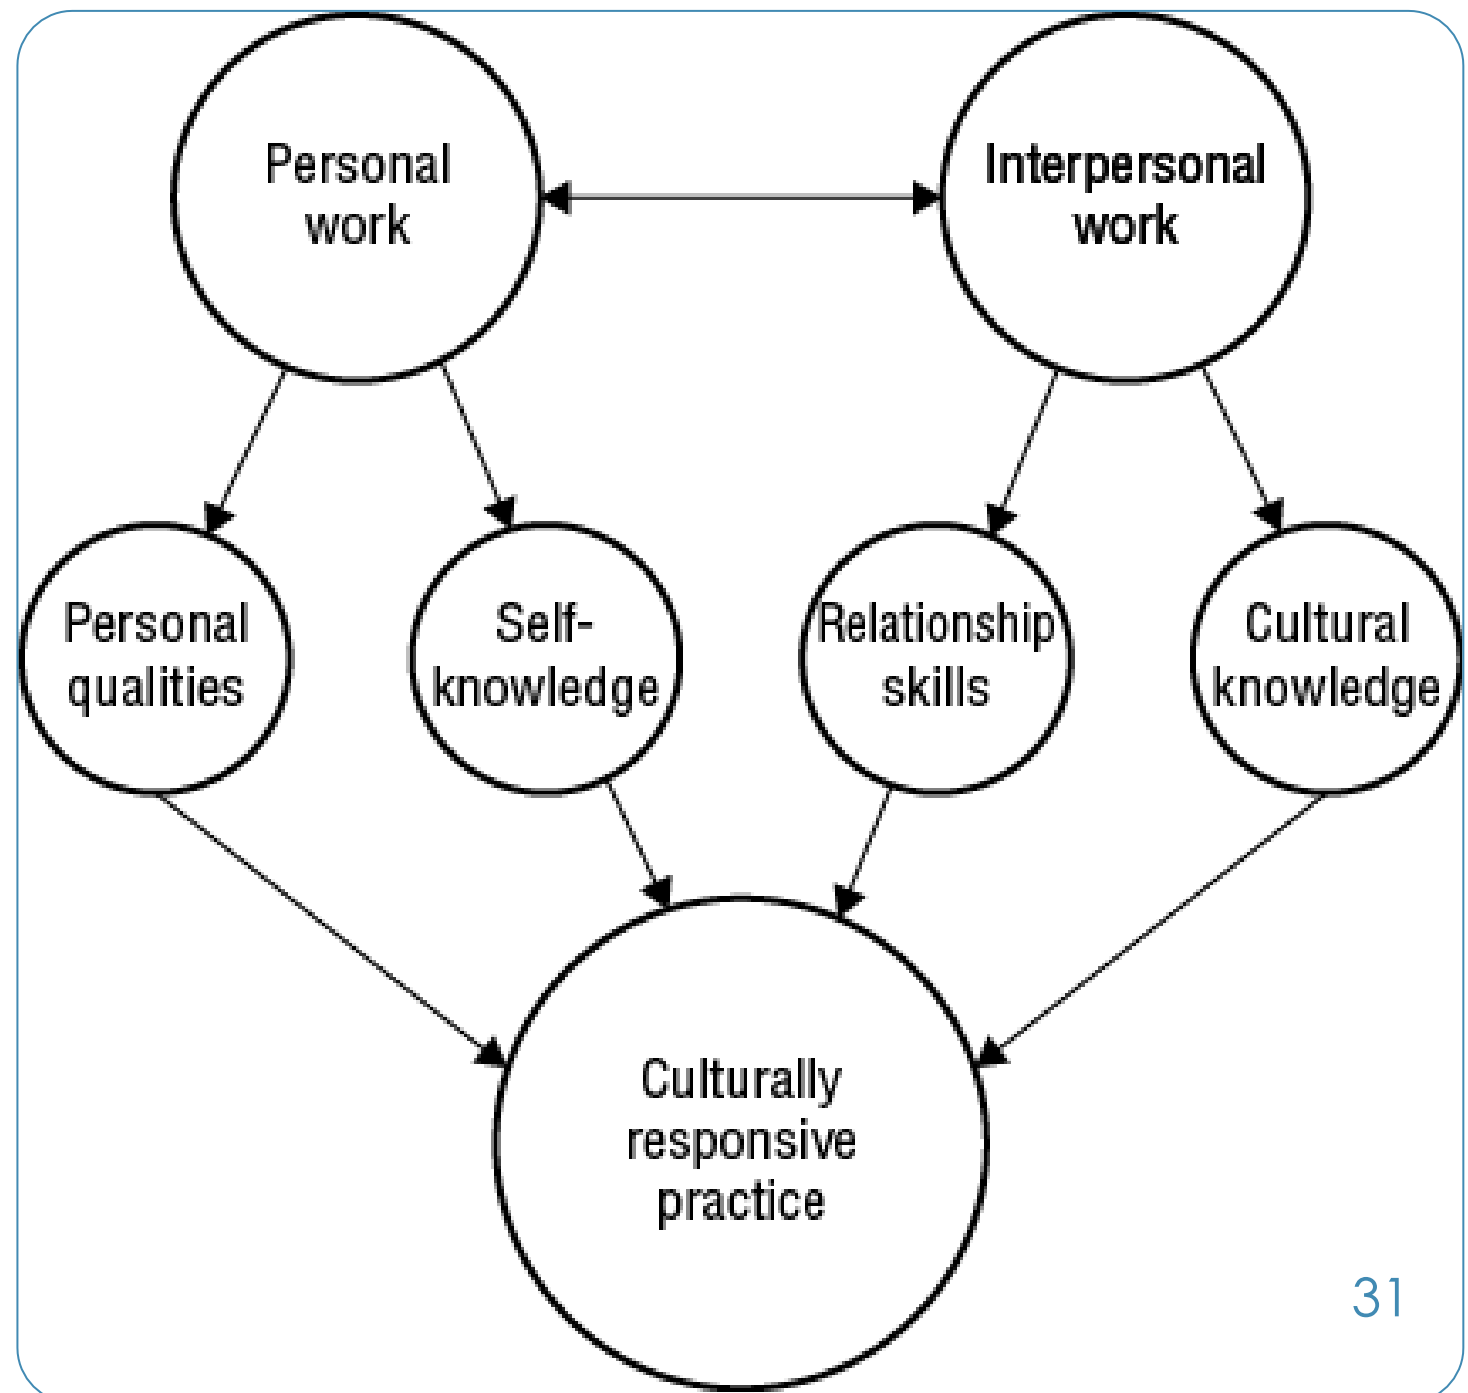 Personal
work
Interpersonal
work
Personal
qualities
Self-
knowledge
Relationship
skills
Cultural
knowledge
Culturally
responsive
practice
31